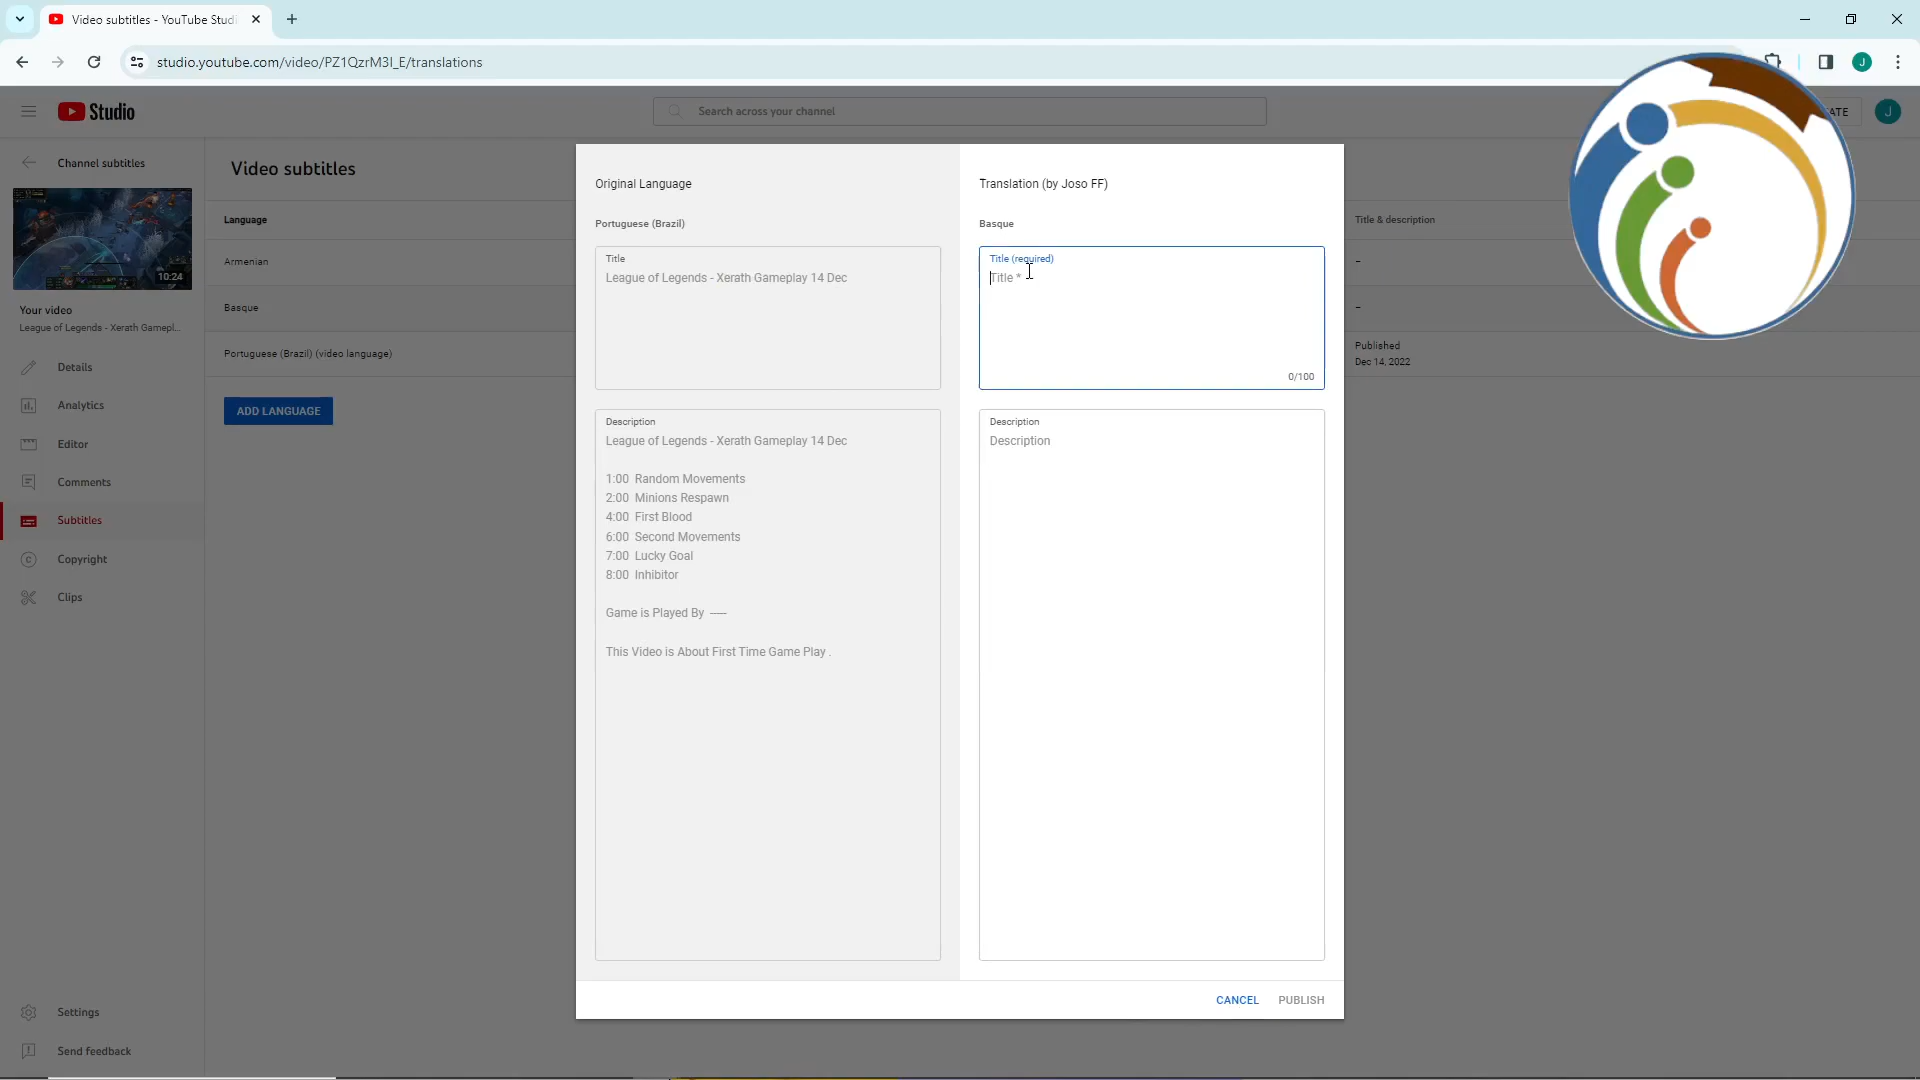 Video subtitles - YouTube Studi
studio.youtube.com/video/PZ1QzrM3I_E/translations
J
Studio
Search across your channel
ATE
J
Channel subtitles
10:24
Your video
League of Legends - Xerath Gamepl...
Details
Analytics
Editor
Comments
Subtitles
Copyright
Clips
Settings
Send feedback
Video subtitles
Language
Title & description
Armenian
–
Basque
–
Portuguese (Brazil) (video language)
Published
Dec 14, 2022
ADD LANGUAGE
Original Language
Portuguese (Brazil)
Title
League of Legends - Xerath Gameplay 14 Dec
Description
League of Legends - Xerath Gameplay 14 Dec
1:00 Random Movements
2:00 Minions Respawn
4:00 First Blood
6:00 Second Movements
7:00 Lucky Goal
8:00 Inhibitor
Game is Played By ----
This Video is About First Time Game Play .
Translation (by Joso FF)
Basque
Title (required)
Title *
0/100
Description
Description
CANCEL
PUBLISH